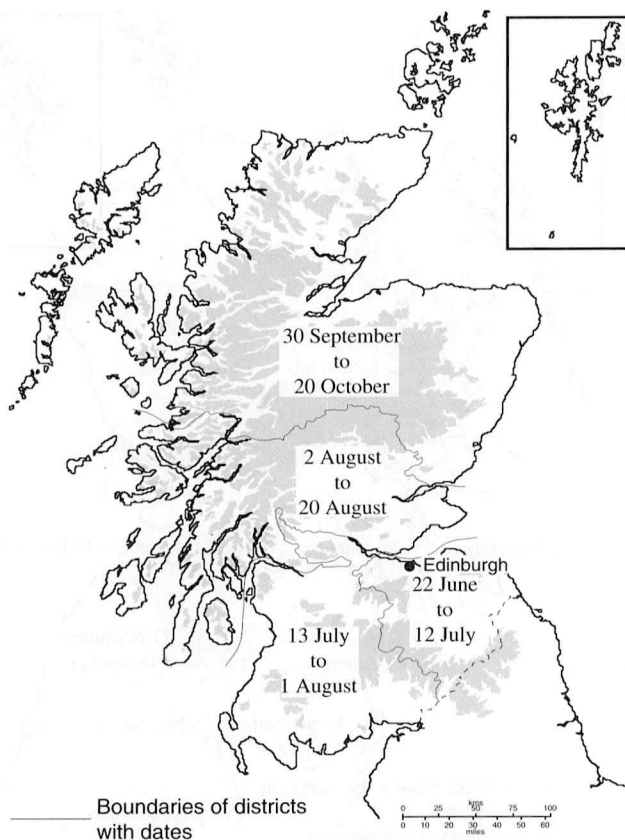 30 September
to
20 October
2 August
to
20 August
Edinburgh
22 June
to
12 July
13 July
to
1 August
Boundaries of districts
with dates
kms
0 25 50 75 100
0 10 20 30 40 50 60
miles